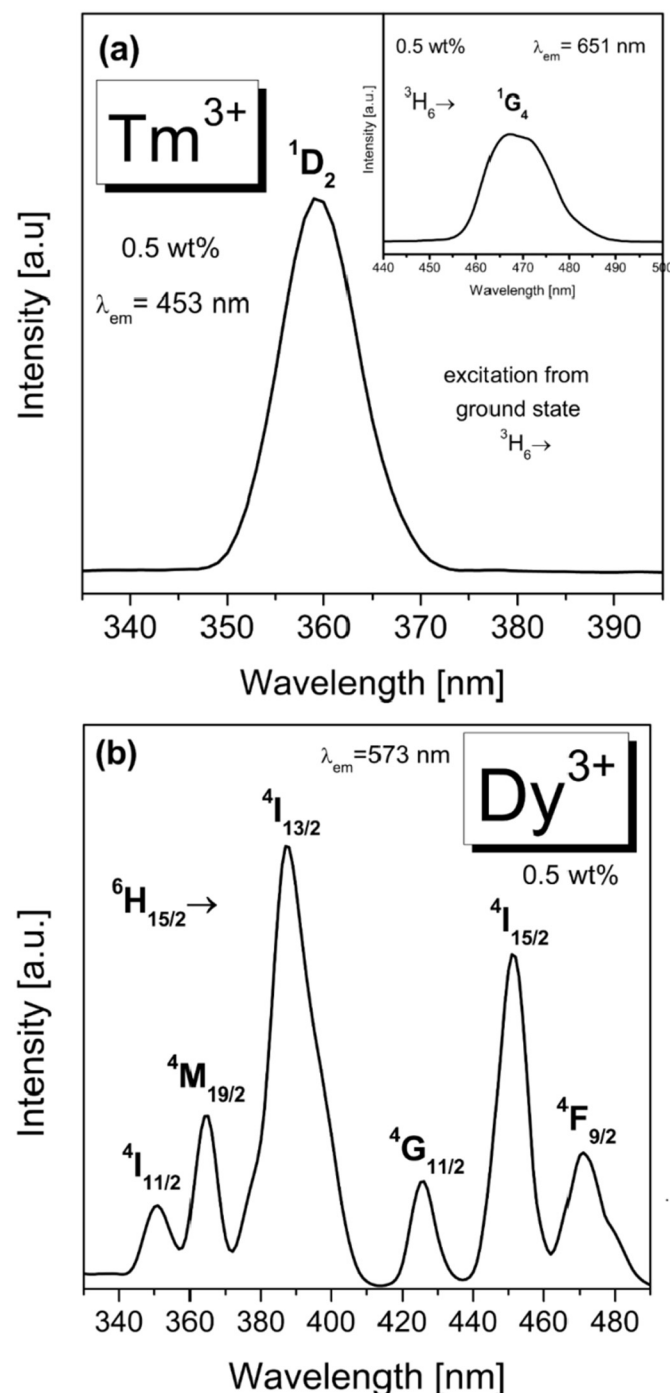 (a)
Tm³⁺
0.5 wt%
λem= 453 nm
¹D₂
0.5 wt%
λem= 651 nm
³H₆→
¹G₄
Intensity [a.u.]
440 450 460 470 480 490 500
Wavelength [nm]
excitation from
ground state
³H₆→
Intensity [a.u]
340 350 360 370 380 390
Wavelength [nm]
(b)
λem=573 nm
Dy³⁺
0.5 wt%
⁶H15/2→
⁴I11/2
⁴M19/2
⁴I13/2
⁴G11/2
⁴I15/2
⁴F9/2
Intensity [a.u.]
340 360 380 400 420 440 460 480
Wavelength [nm]